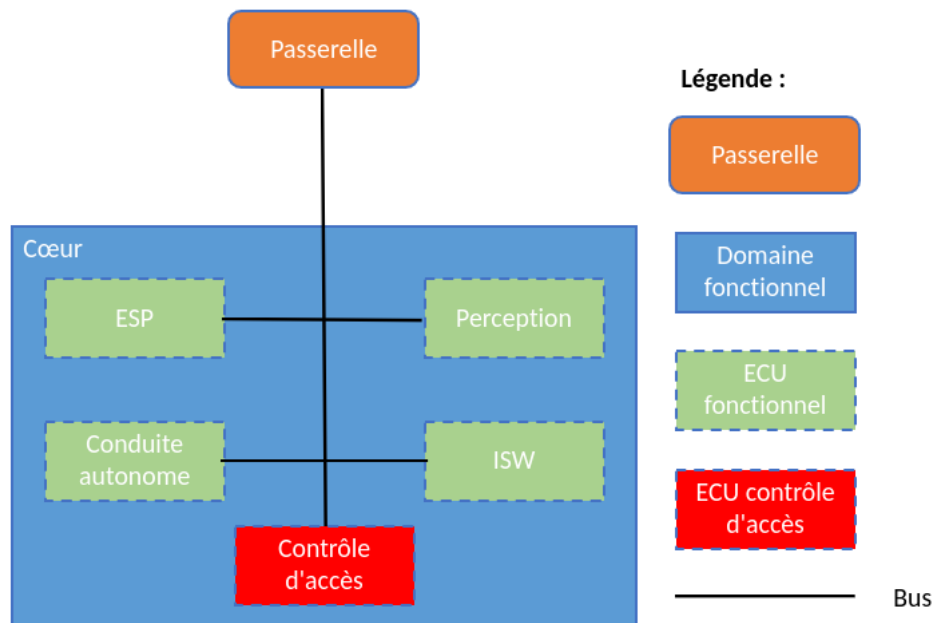 Passerelle
Cœur
ESP
Perception
Conduite
autonome
ISW
Contrôle
d'accès
Légende :
Passerelle
Domaine
fonctionnel
ECU
fonctionnel
ECU contrôle
d'accès
Bus